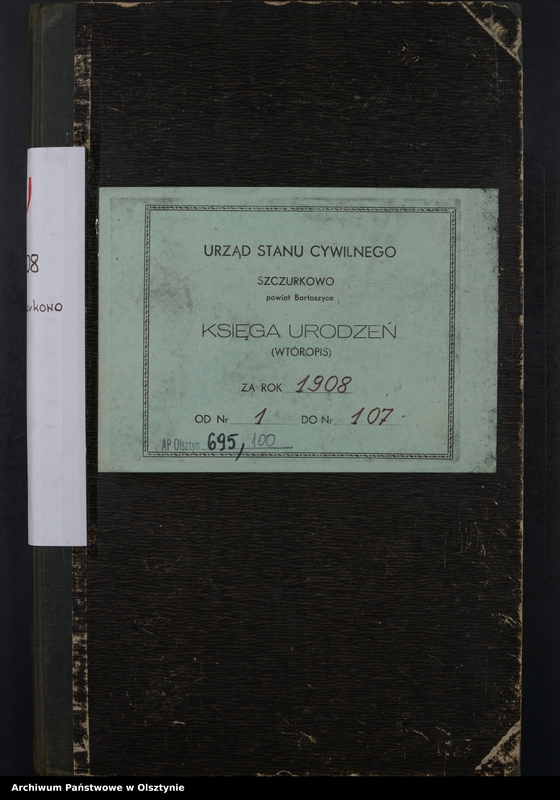 08
URZĄD STANU CYWILNEGO
SZCZURKOWO
powiat Bartoszyce
KSIĘGA URODZEŃ
(WTÓROPIS)
ZA ROK 1908
OD Nr 1 DO Nr 107
AP Olsztyn 695, 100
Archiwum Państwowe w Olsztynie